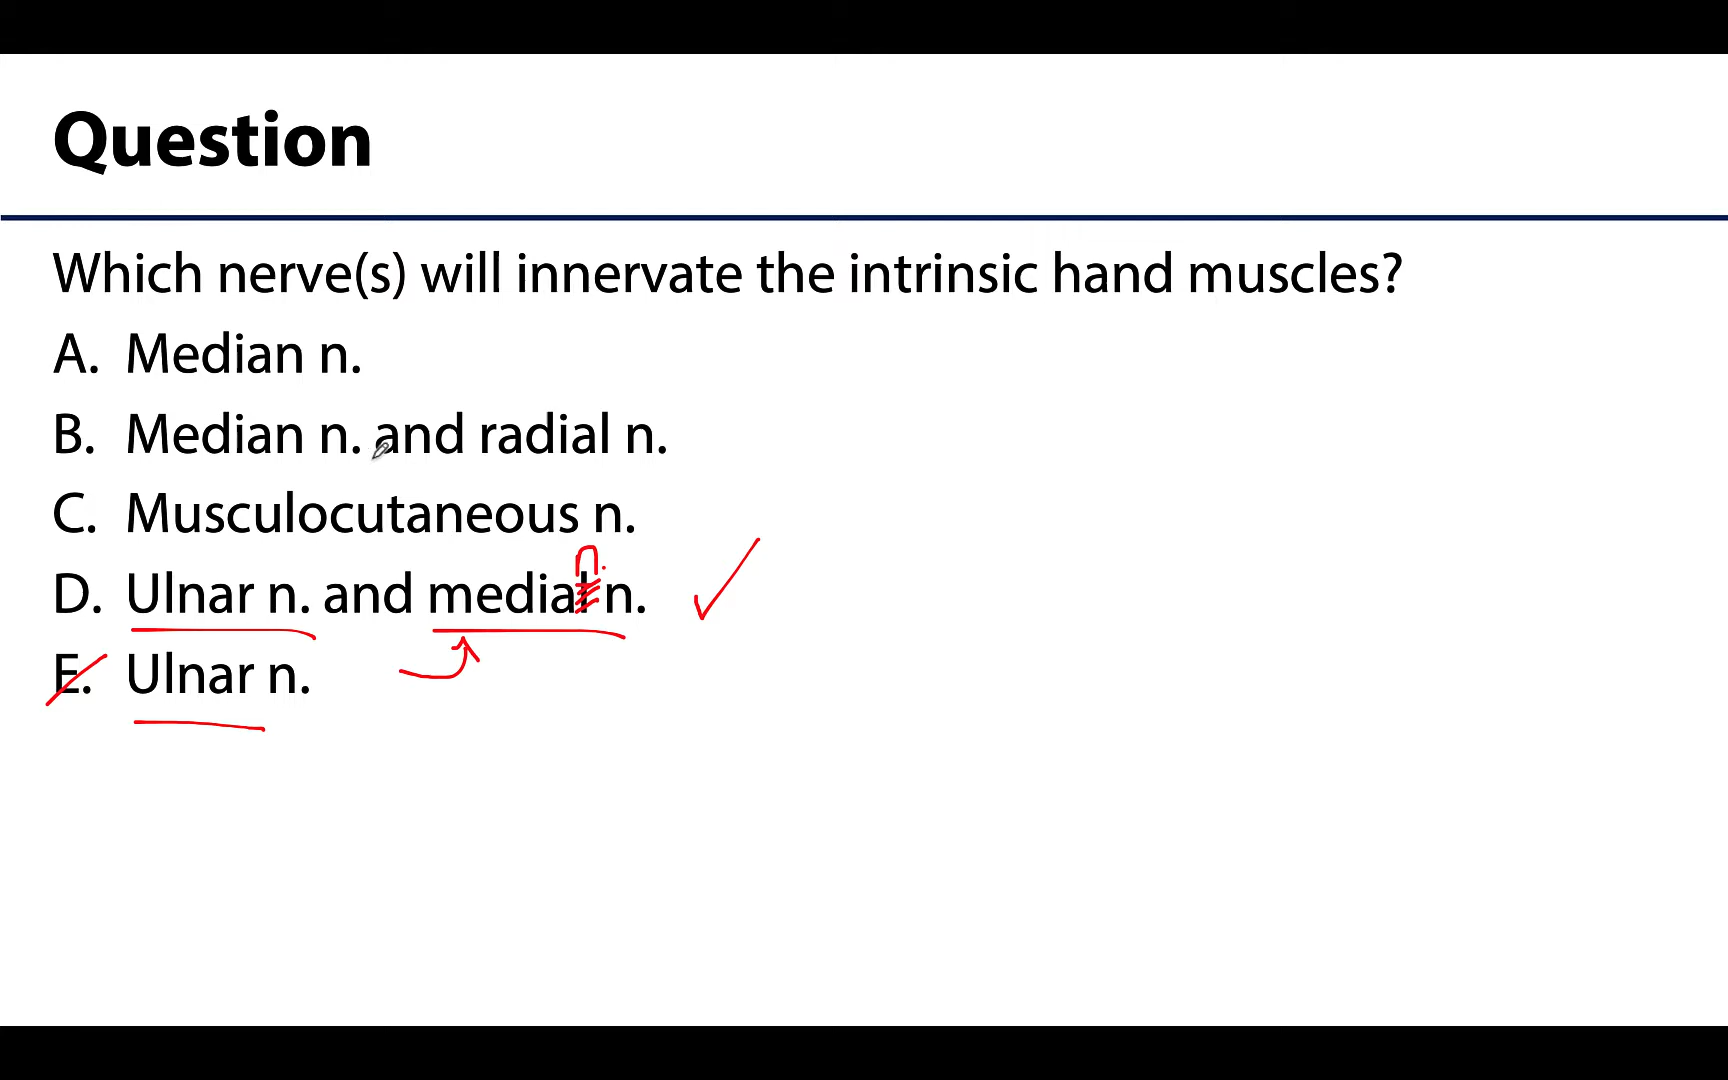 Question
Which nerve(s) will innervate the intrinsic hand muscles?
A. Median n.
B. Median n. and radial n.
C. Musculocutaneous n.
n.
D. Ulnar n. and medial n.
E. Ulnar n.